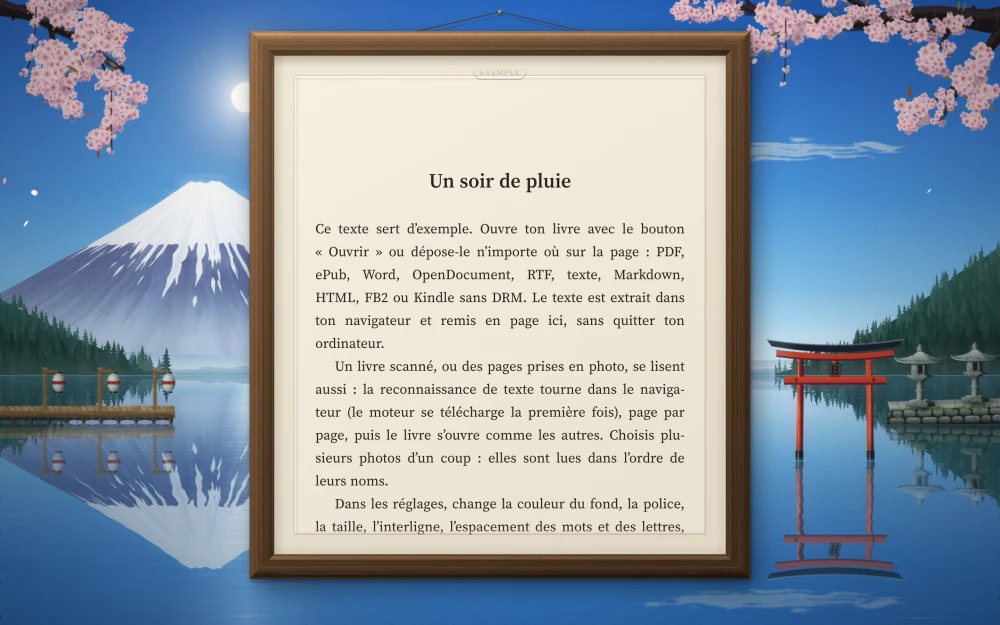 EXEMPLE
Un soir de pluie
Ce texte sert d’exemple. Ouvre ton livre avec le bouton
« Ouvrir » ou dépose-le n’importe où sur la page : PDF,
ePub, Word, OpenDocument, RTF, texte, Markdown,
HTML, FB2 ou Kindle sans DRM. Le texte est extrait dans
ton navigateur et remis en page ici, sans quitter ton
ordinateur.
Un livre scanné, ou des pages prises en photo, se lisent
aussi : la reconnaissance de texte tourne dans le naviga-
teur (le moteur se télécharge la première fois), page par
page, puis le livre s’ouvre comme les autres. Choisis plu-
sieurs photos d’un coup : elles sont lues dans l’ordre de
leurs noms.
Dans les réglages, change la couleur du fond, la police,
la taille, l’interligne, l’espacement des mots et des lettres,